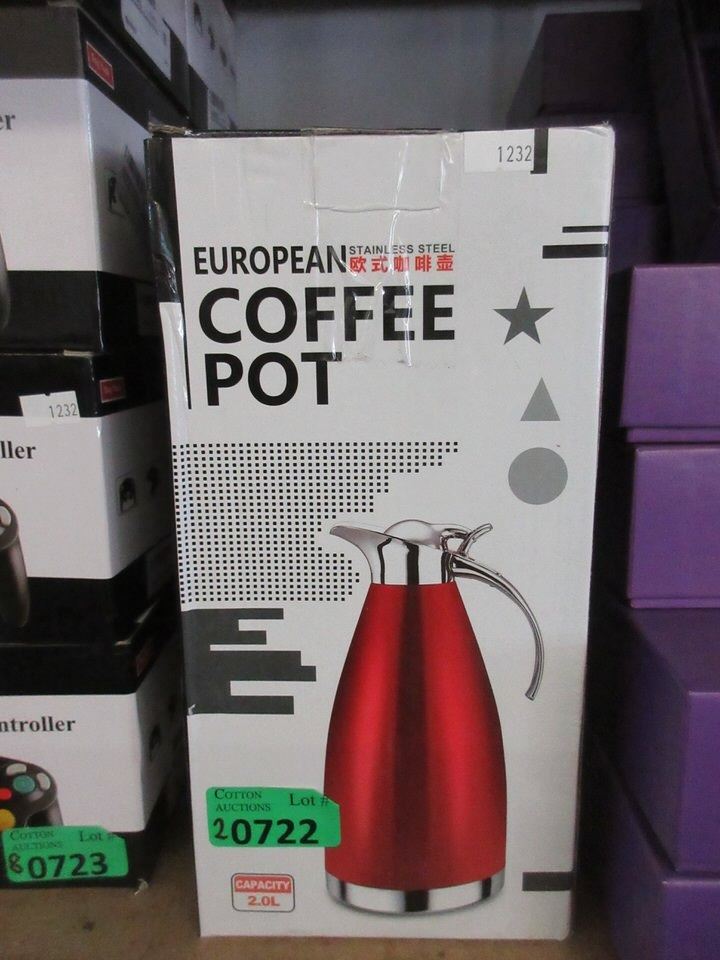 1232
EUROPEAN STAINLESS STEEL
欧式咖啡壶
COFFEE
POT
COTTON
AUCTIONS Lot #
20722
CAPACITY
2.0L
er
1232
ller
ntroller
COTTON
AUCTIONS Lot #
80723